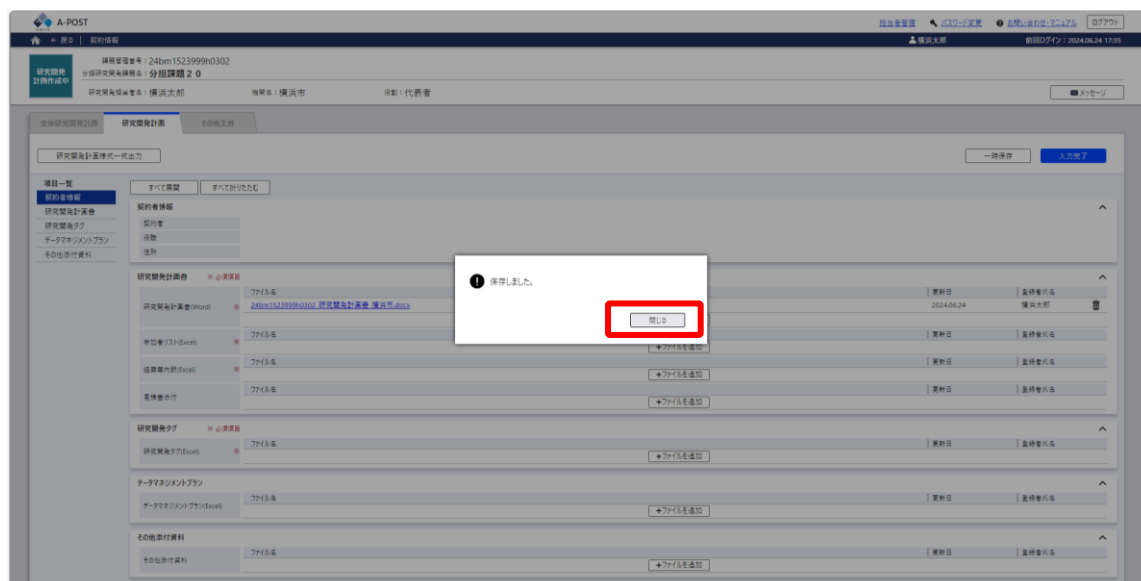 A-POST
担当者管理 パスワード変更 お問い合わせ・マニュアル ログアウト
← 戻る | 契約情報 横浜太郎 前回ログイン：2024.06.24 17:35
研究開発
計画作成中
課題管理番号：24bm1523999h0302
分担研究開発課題名：分担課題２０
研究開発担当者名：横浜太郎 機関名：横浜市 役割：代表者 メッセージ
全体研究開発計画 研究開発計画 その他文書
研究開発計画様式一式出力 一時保存 入力完了
項目一覧
契約者情報
研究開発計画書
研究開発タグ
データマネジメントプラン
その他添付資料
すべて展開 すべて折りたたむ
契約者情報
契約者
役職
住所
研究開発計画書 ※ 必須項目
ファイル名 更新日 登録者氏名
研究開発計画書(Word) ※ 24bm1523999h0302_研究開発計画書_横浜市.docx 2024.06.24 横浜太郎
ファイル名 更新日 登録者氏名
参加者リスト(Excel) ※ +ファイルを追加
ファイル名 更新日 登録者氏名
経費等内訳(Excel) ※ +ファイルを追加
ファイル名 更新日 登録者氏名
見積書添付 +ファイルを追加
研究開発タグ ※ 必須項目
ファイル名 更新日 登録者氏名
研究開発タグ(Excel) ※ +ファイルを追加
データマネジメントプラン
ファイル名 更新日 登録者氏名
データマネジメントプラン(Excel) +ファイルを追加
その他添付資料
ファイル名 更新日 登録者氏名
その他添付資料 +ファイルを追加
保存しました。
閉じる